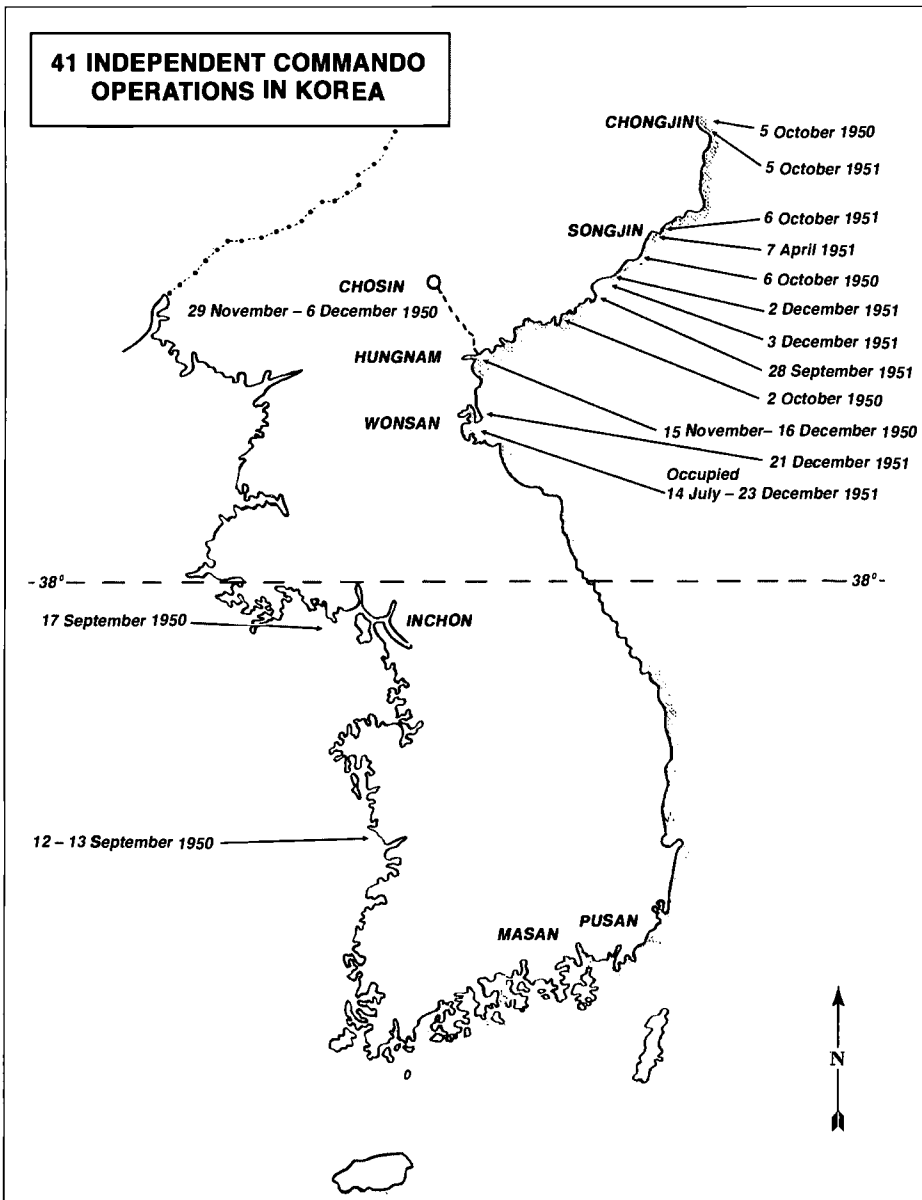 41 INDEPENDENT COMMANDO
OPERATIONS IN KOREA
CHONGJIN
5 October 1950
5 October 1951
6 October 1951
SONGJIN
7 April 1951
6 October 1950
CHOSIN
29 November – 6 December 1950
2 December 1951
3 December 1951
HUNGNAM
28 September 1951
2 October 1950
WONSAN
15 November – 16 December 1950
21 December 1951
Occupied
14 July – 23 December 1951
38°
38°
17 September 1950
INCHON
12 – 13 September 1950
MASAN
PUSAN
N